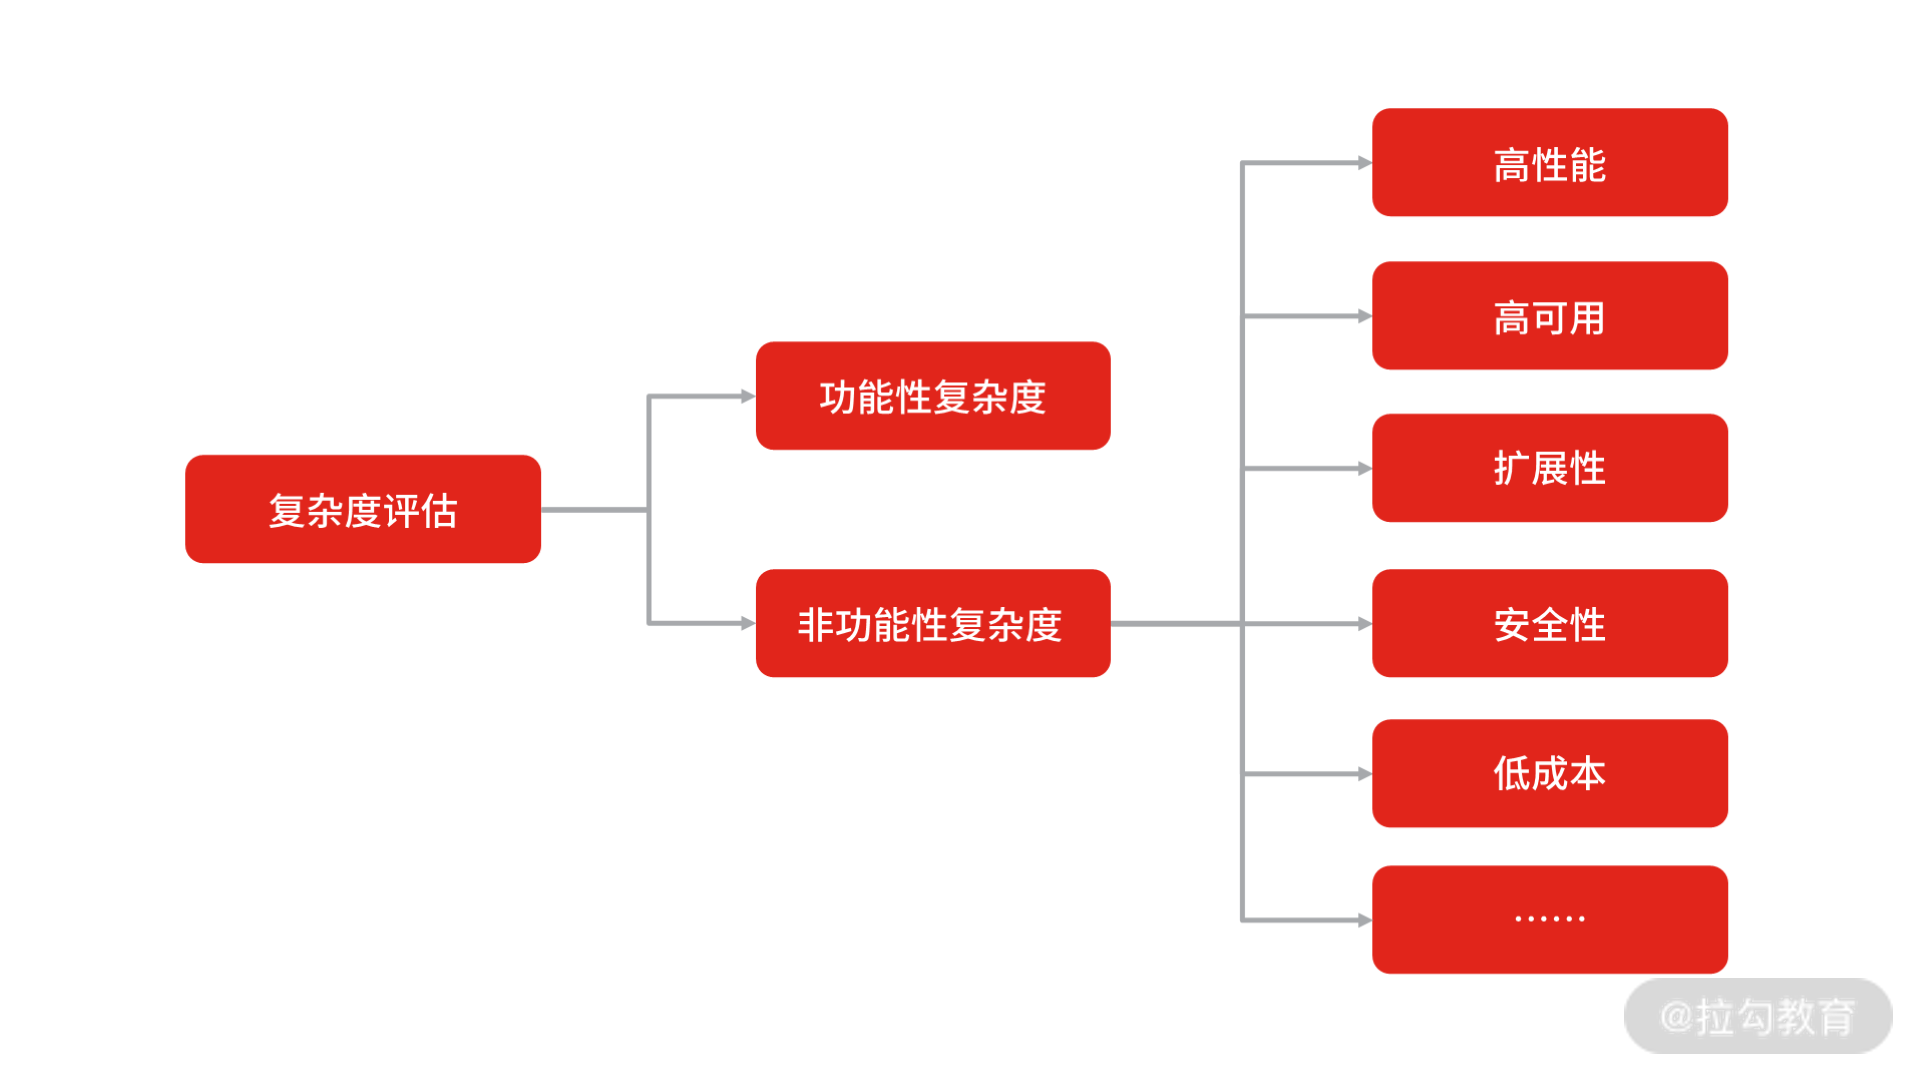 复杂度评估
功能性复杂度
非功能性复杂度
高性能
高可用
扩展性
安全性
低成本
……
@拉勾教育